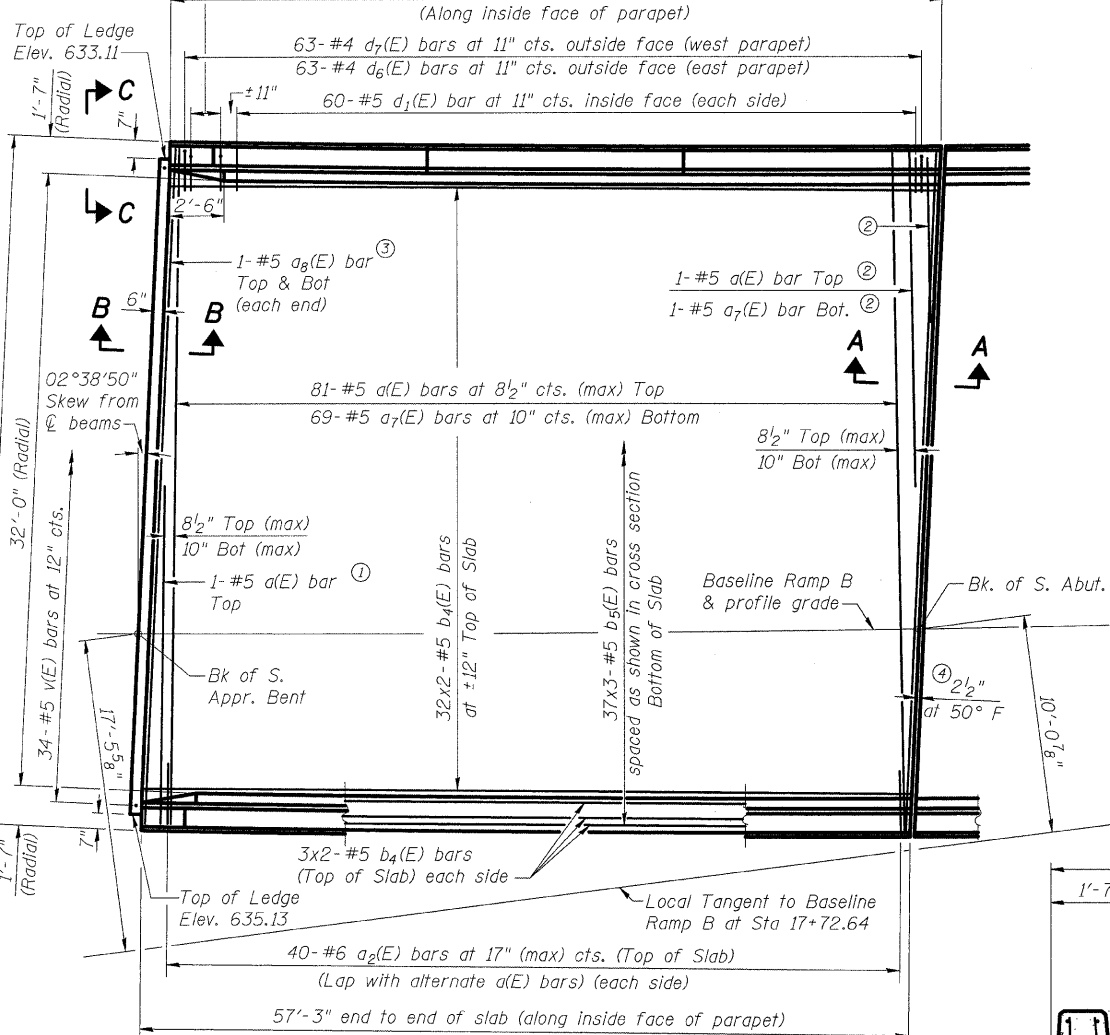 (Along inside face of parapet)
Top of Ledge
Elev. 633.11
63-#4 d7(E) bars at 11" cts. outside face (west parapet)
63-#4 d6(E) bars at 11" cts. outside face (east parapet)
1'-7"
(Radial)
C
7"
±11"
60-#5 d1(E) bar at 11" cts. inside face (each side)
C
2'-6"
2
1-#5 a8(E) bar 3
Top & Bot
(each end)
1-#5 a(E) bar Top 2
1-#5 a7(E) bar Bot. 2
6"
B
B
A
A
02°38'50"
Skew from
℄ beams
81-#5 a(E) bars at 8½" cts. (max) Top
69-#5 a7(E) bars at 10" cts. (max) Bottom
8½" Top (max)
10" Bot (max)
32'-0" (Radial)
34-#5 v(E) bars at 12" cts.
8½" Top (max)
10" Bot (max)
1-#5 a(E) bar 1
Top
32x2-#5 b4(E) bars
at ±12" Top of Slab
37x3-#5 b5(E) bars
spaced as shown in cross section
Bottom of Slab
Baseline Ramp B
& profile grade
Bk. of S. Abut.
Bk of S.
Appr. Bent
17'-5⅝"
4 2½"
at 50° F
10'-0⅞"
1'-7"
(Radial)
7"
3x2-#5 b4(E) bars
(Top of Slab) each side
Top of Ledge
Elev. 635.13
Local Tangent to Baseline
Ramp B at Sta 17+72.64
1'-7
40-#6 a2(E) bars at 17" (max) cts. (Top of Slab)
(Lap with alternate a(E) bars) (each side)
57'-3" end to end of slab (along inside face of parapet)